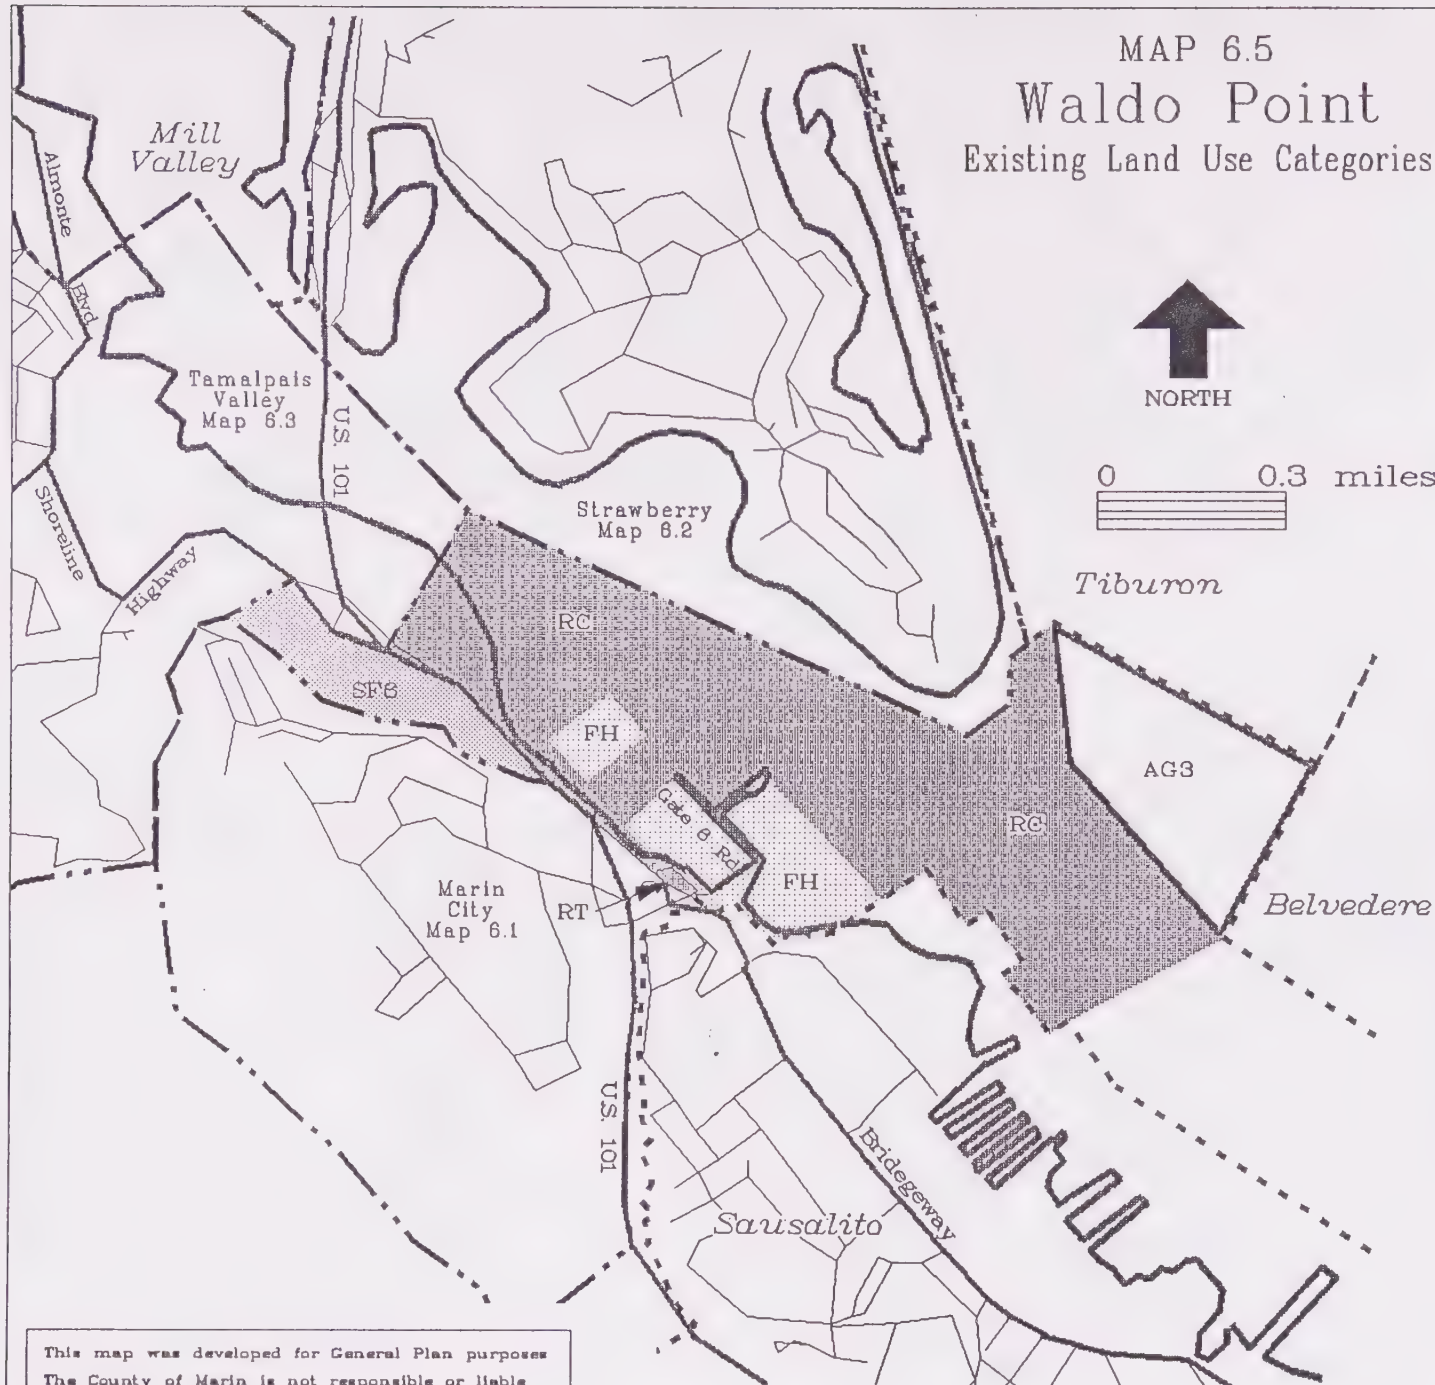 MAP 6.5
Waldo Point
Existing Land Use Categories
Mill
Valley
Almonte
Blvd
Tamalpais
Valley
Map 6.3
U.S. 101
NORTH
0 0.3 miles
Shoreline
Highway
Strawberry
Map 6.2
Tiburon
RC
SF6
FH
AG3
Gate 6 Rd
RC
FH
Marin
City
Map 6.1
RT
Belvedere
U.S. 101
Bridgeway
Sausalito
This map was developed for General Plan purposes
The County of Marin is not responsible or liable